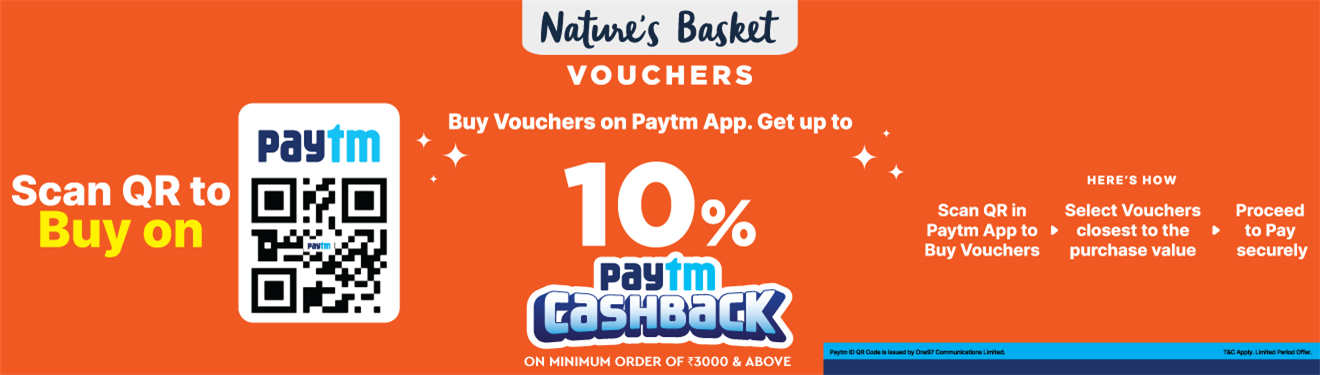 Nature's Basket
VOUCHERS
Buy Vouchers on Paytm App. Get up to
10%
paytm
CASHBACK
ON MINIMUM ORDER OF ₹3000 & ABOVE
Scan QR to
Buy on
paytm
paytm
HERE'S HOW
Scan QR in
Paytm App to
Buy Vouchers
Select Vouchers
closest to the
purchase value
Proceed
to Pay
securely
Paytm ID QR Code is issued by One97 Communications Limited.
T&C Apply. Limited Period Offer.